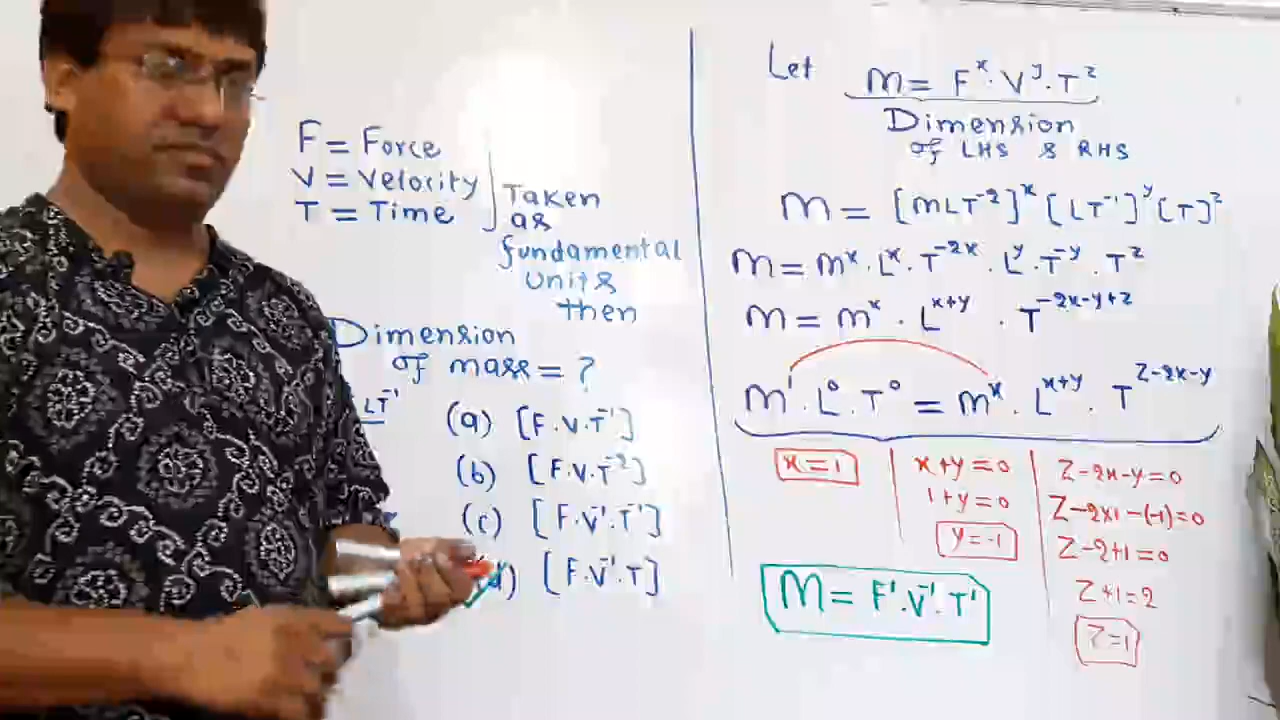 F = Force
V = Velocity
T = Time
Taken
as
fundamental
units
then
Dimension
of mass = ?
LT⁻¹
(a) [F.V.T⁻¹]
(b) [F.V.T⁻²]
(c) [F.V⁻¹.T⁻¹]
(d) [F.V⁻¹.T]
Let M = Fˣ.Vʸ.Tᶻ
Dimension
of LHS & RHS
M = [MLT⁻²]ˣ [LT⁻¹]ʸ [T]ᶻ
M = Mˣ.Lˣ.T⁻²ˣ.Lʸ.T⁻ʸ.Tᶻ
M = Mˣ.Lˣ⁺ʸ.T⁻²ˣ⁻ʸ⁺ᶻ
M¹.L⁰.T⁰ = Mˣ.Lˣ⁺ʸ.Tᶻ⁻²ˣ⁻ʸ
x=1
x+y=0
1+y=0
y=-1
Z-2x-y=0
Z-2x1-(-1)=0
Z-2+1=0
Z+1=2
Z=1
M = F¹.V⁻¹.T¹